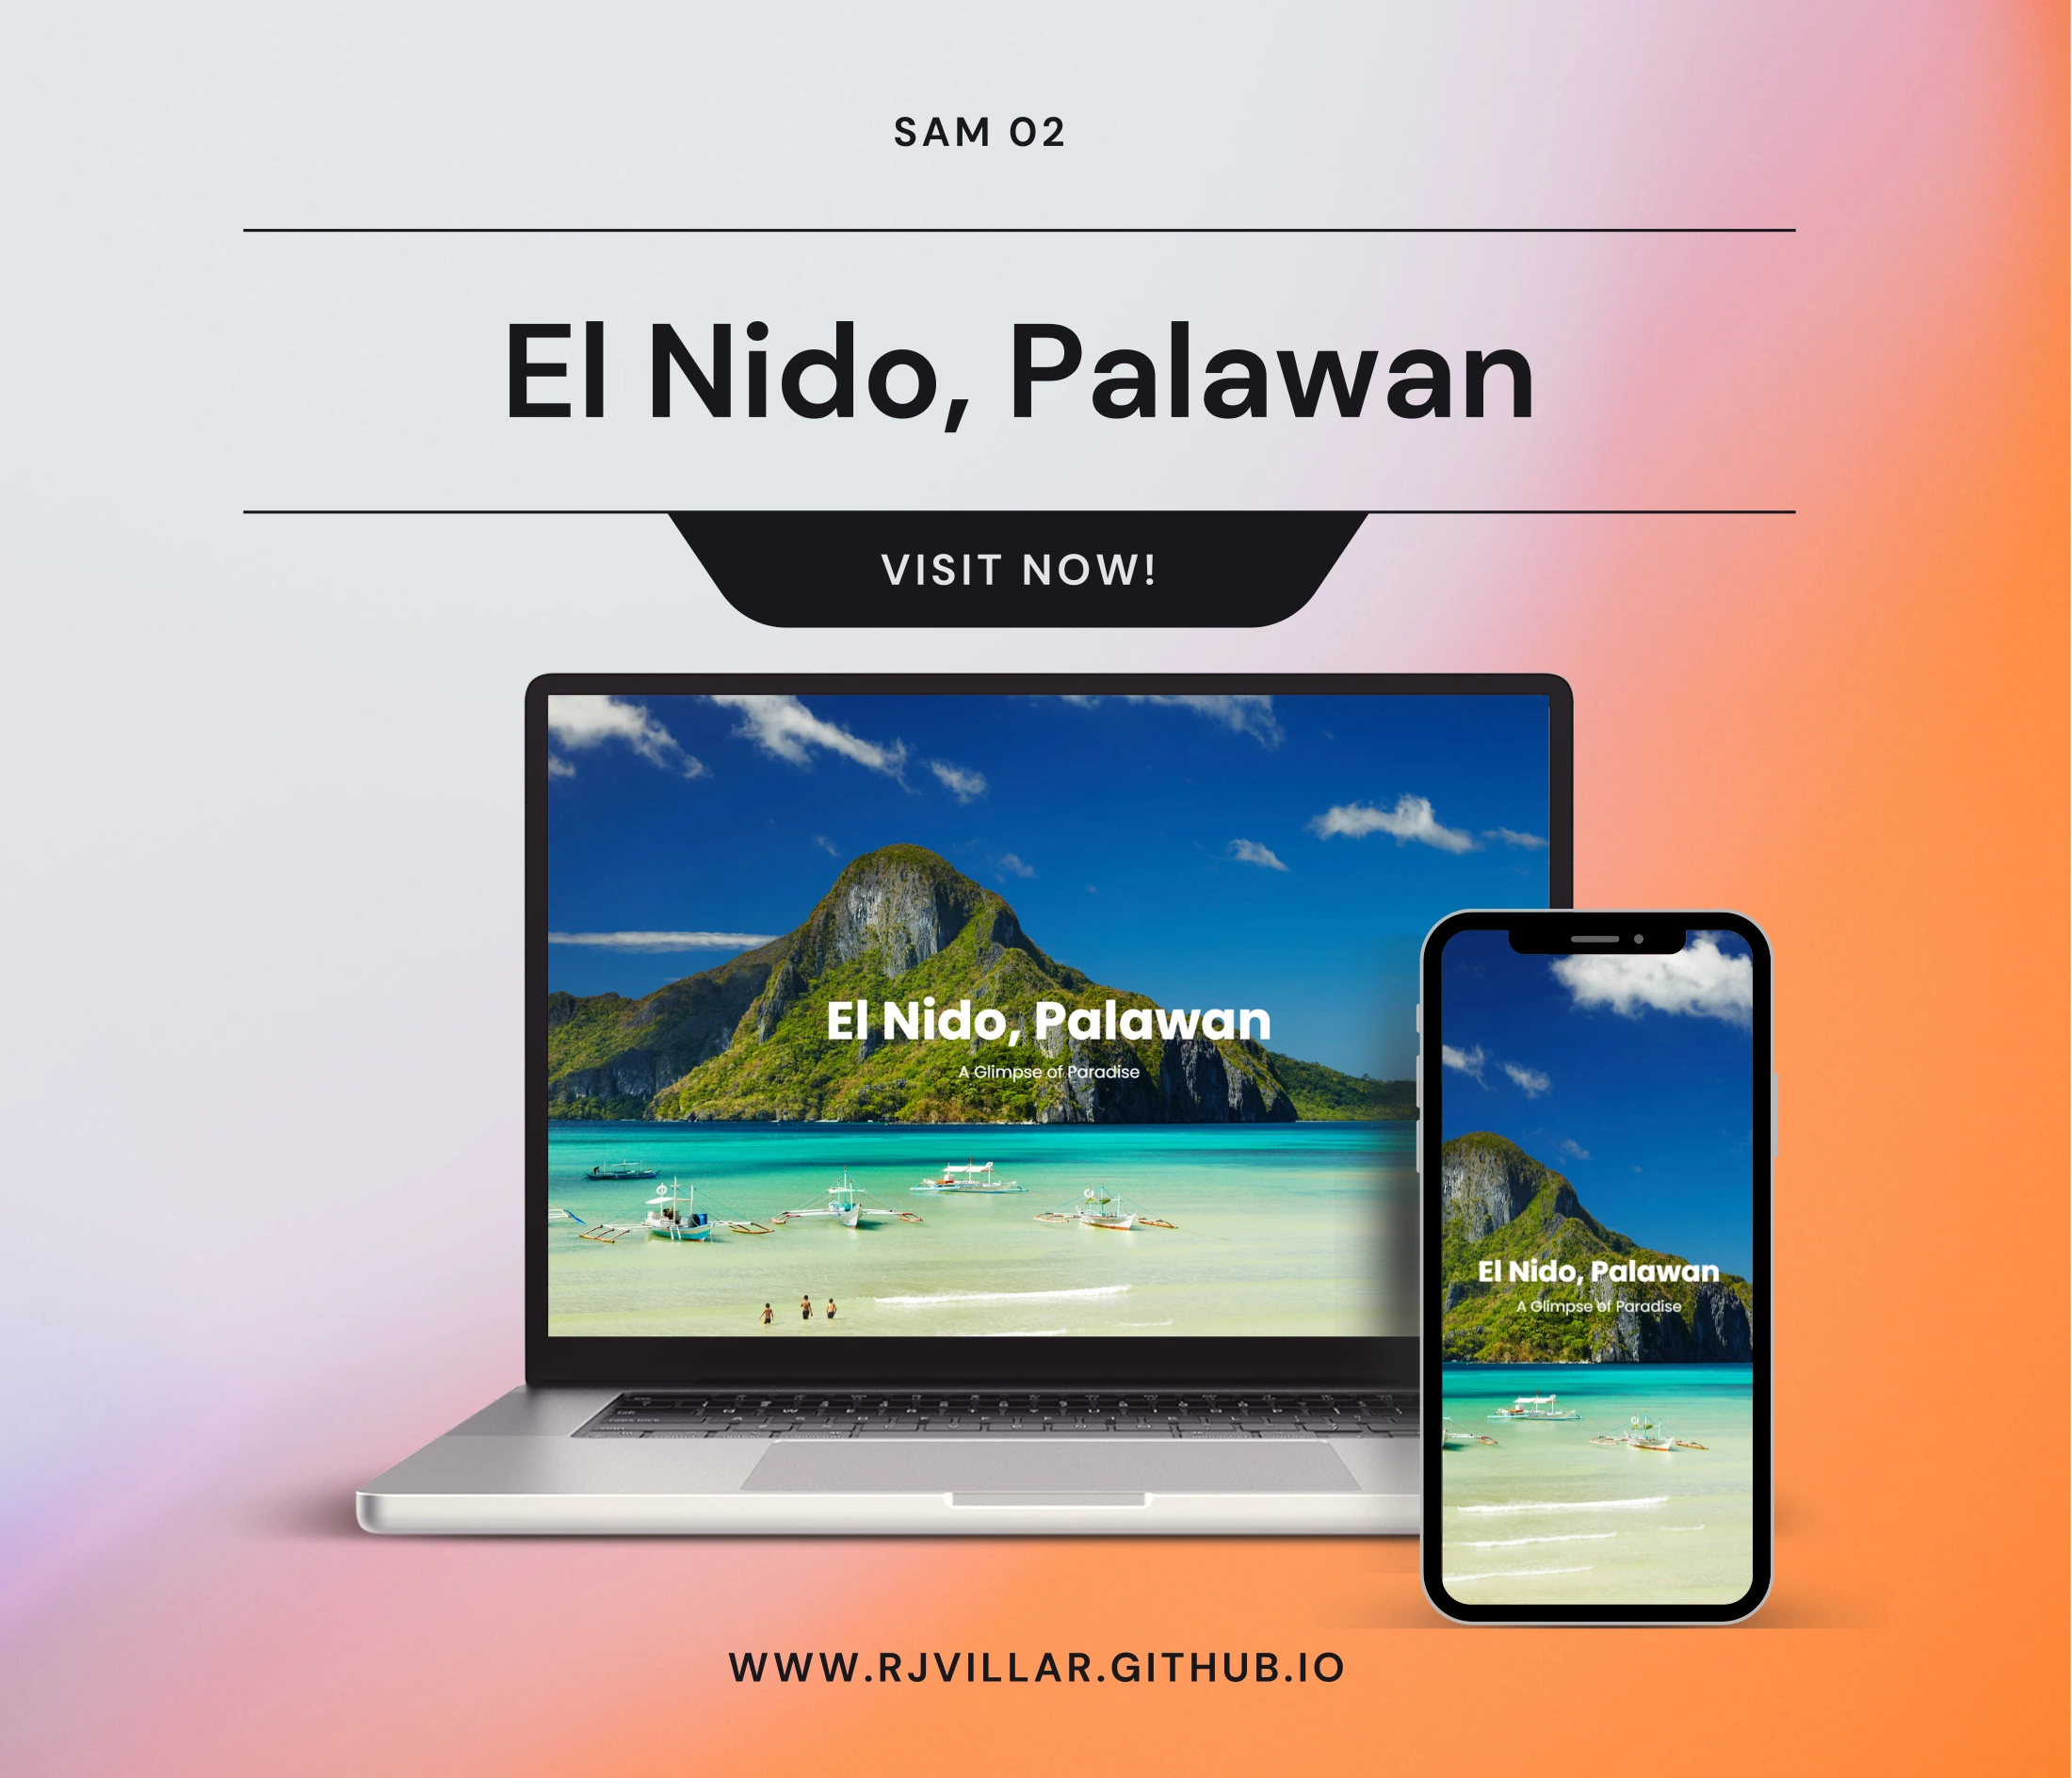 SAM 02
El Nido, Palawan
VISIT NOW!
El Nido, Palawan
A Glimpse of Paradise
El Nido, Palawan
A Glimpse of Paradise
WWW.RJVILLAR.GITHUB.IO